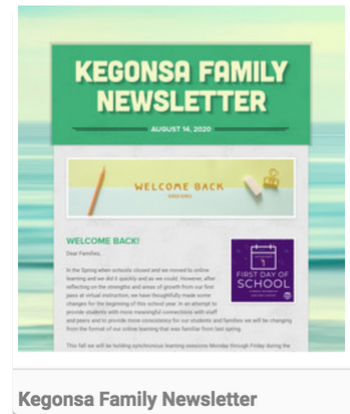 KEGONSA FAMILY
NEWSLETTER
AUGUST 14, 2020
WELCOME BACK
WELCOME BACK!
Dear Families,
In the Spring when schools closed and we moved to online
learning and we did it quickly and as we could. However, after
reflecting on the strengths and areas of growth from our first
pass at virtual instruction, we have thoughtfully made some
changes for the beginning of this school year. In an attempt to
provide students with more meaningful connections with staff
and peers and to provide more consistency for our students and families we will be changing
from the format of our online learning that was familiar from last spring.
This fall we will be holding synchronous learning sessions Monday through Friday during the
FIRST DAY OF
SCHOOL
Kegonsa Family Newsletter